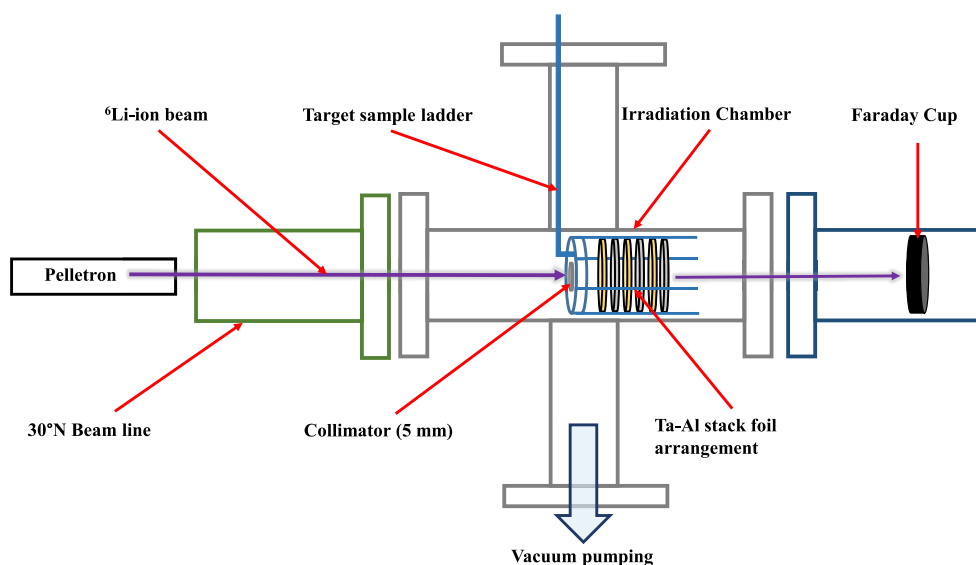 ⁶Li-ion beam
Target sample ladder
Irradiation Chamber
Faraday Cup
Pelletron
30°N Beam line
Collimator (5 mm)
Ta-Al stack foil
arrangement
Vacuum pumping